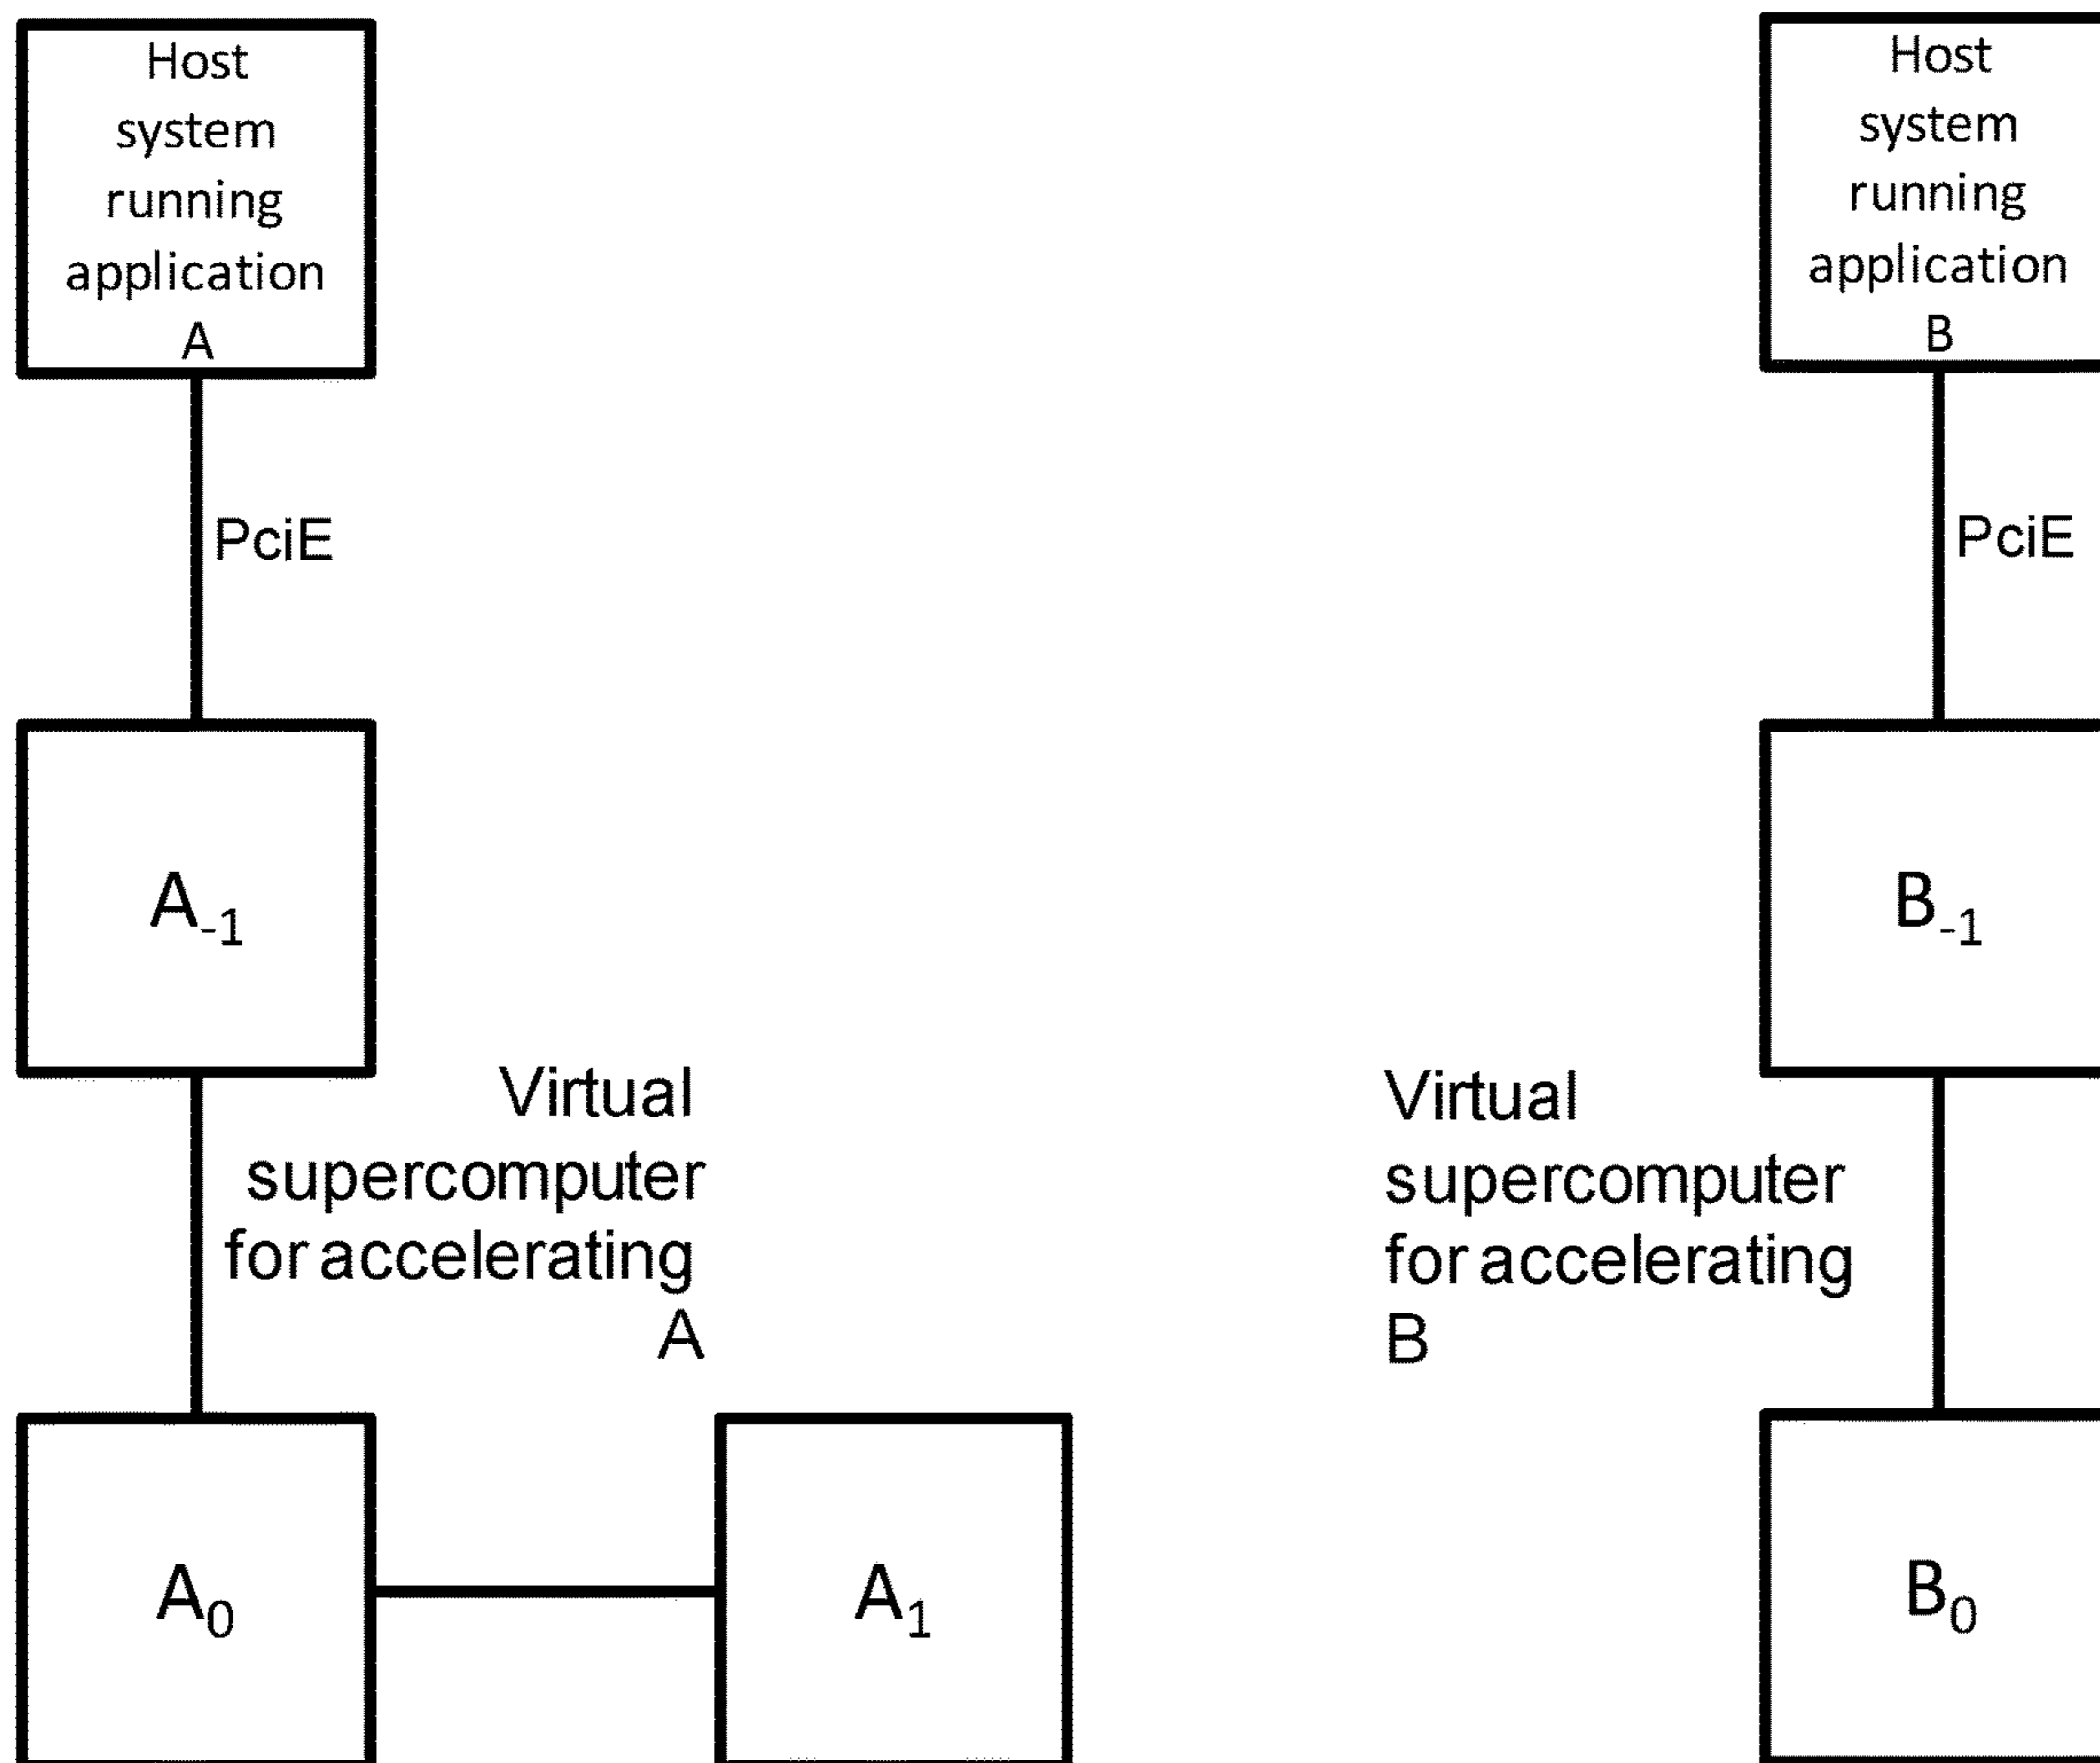 Host
system
running
application
A
Host
system
running
application
B
PciE
PciE
A₋₁
B₋₁
Virtual
supercomputer
for accelerating
A
Virtual
supercomputer
for accelerating
B
A₀
A₁
B₀